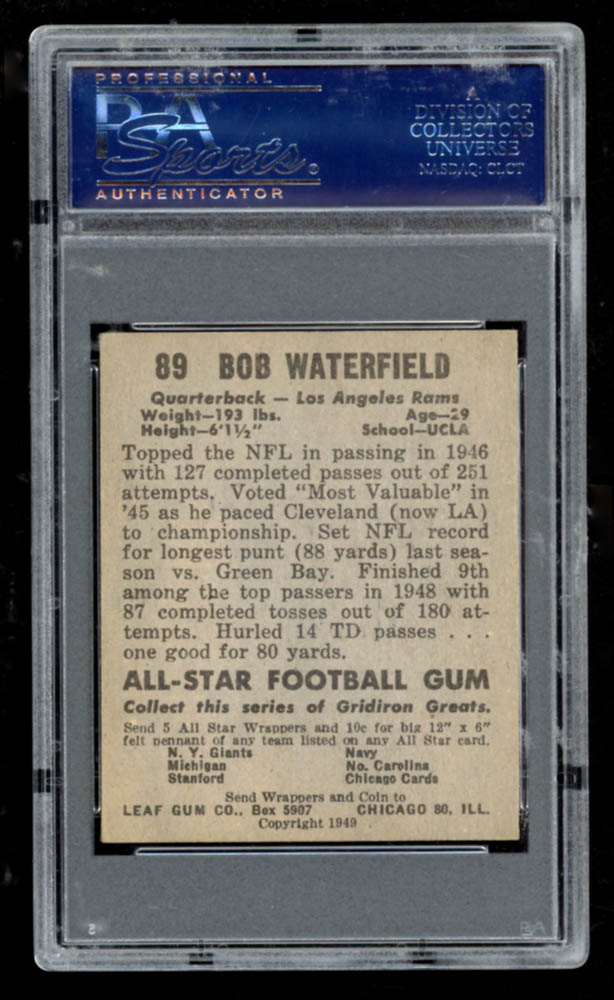 PROFESSIONAL
PSA
Sports®
AUTHENTICATOR
A
DIVISION OF
COLLECTORS
UNIVERSE
NASDAQ: CLCT
89 BOB WATERFIELD
Quarterback — Los Angeles Rams
Weight—193 lbs. Age—29
Height—6'1½" School—UCLA
Topped the NFL in passing in 1946
with 127 completed passes out of 251
attempts. Voted "Most Valuable" in
'45 as he paced Cleveland (now LA)
to championship. Set NFL record
for longest punt (88 yards) last sea-
son vs. Green Bay. Finished 9th
among the top passers in 1948 with
87 completed tosses out of 180 at-
tempts. Hurled 14 TD passes . . .
one good for 80 yards.
ALL-STAR FOOTBALL GUM
Collect this series of Gridiron Greats.
Send 5 All Star Wrappers and 10c for big 12" x 6"
felt pennant of any team listed on any All Star card.
N. Y. Giants Navy
Michigan No. Carolina
Stanford Chicago Cards
Send Wrappers and Coin to
LEAF GUM CO., Box 5907 CHICAGO 80, ILL.
Copyright 1949
PSA